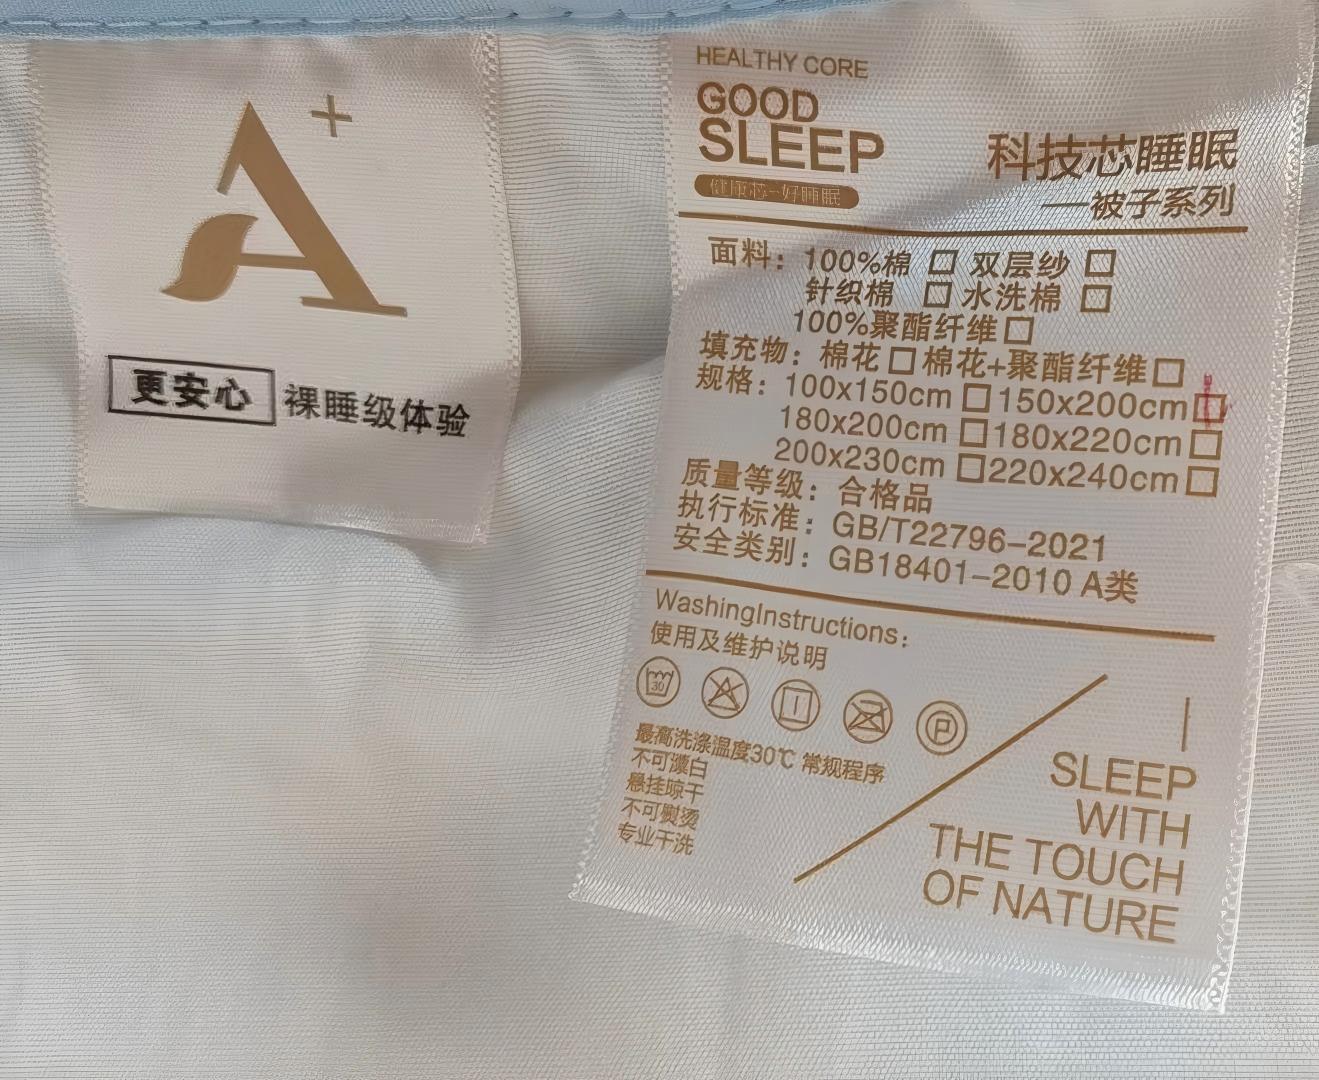 A+
更安心 裸睡级体验
HEALTHY CORE
GOOD
SLEEP
健康芯-好睡眠
科技芯睡眠
—被子系列
面料：100%棉 □ 双层纱 □
针织棉 □ 水洗棉 □
100%聚酯纤维 □
填充物：棉花 □ 棉花+聚酯纤维 □
规格：100x150cm □ 150x200cm □
180x200cm □ 180x220cm □
200x230cm □ 220x240cm □
质量等级：合格品
执行标准：GB/T22796-2021
安全类别：GB18401-2010 A类
WashingInstructions：
使用及维护说明
30
P
最高洗涤温度30℃ 常规程序
不可漂白
悬挂晾干
不可熨烫
专业干洗
SLEEP
WITH
THE TOUCH
OF NATURE